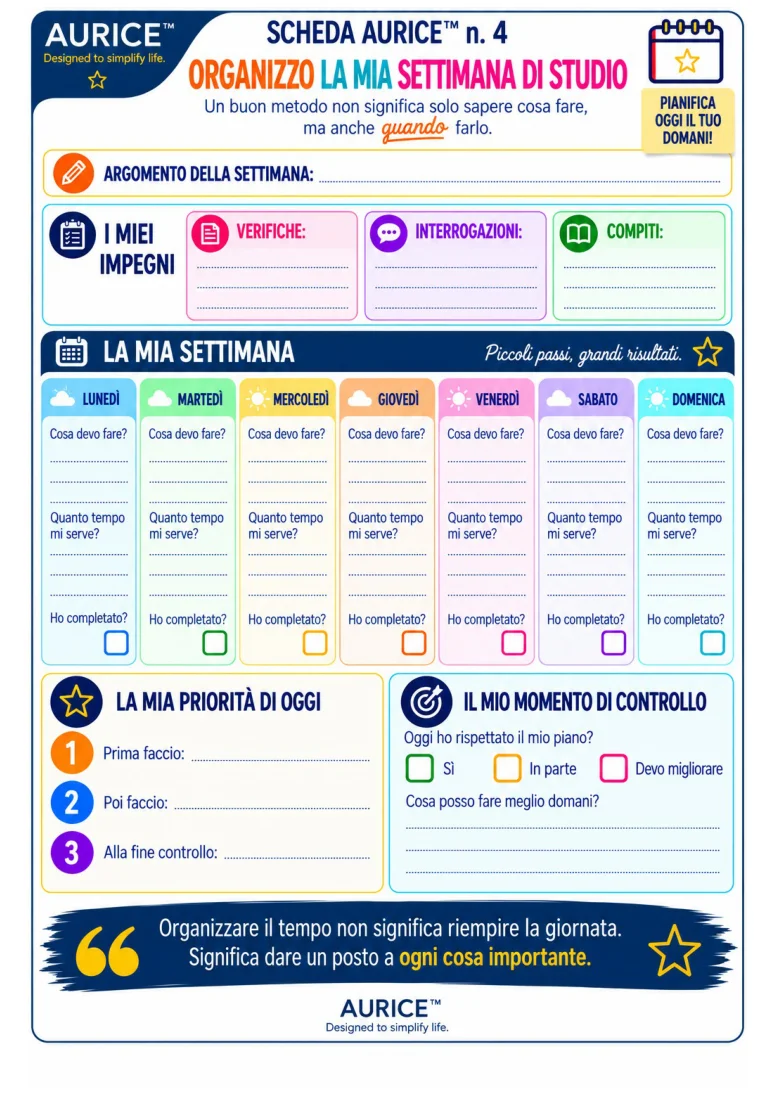 AURICE™
Designed to simplify life.
SCHEDA AURICE™ n. 4
ORGANIZZO LA MIA SETTIMANA DI STUDIO
Un buon metodo non significa solo sapere cosa fare,
ma anche quando farlo.
PIANIFICA
OGGI IL TUO
DOMANI!
ARGOMENTO DELLA SETTIMANA:
I MIEI
IMPEGNI
VERIFICHE:
INTERROGAZIONI:
COMPITI:
LA MIA SETTIMANA
Piccoli passi, grandi risultati.
LUNEDÌ
Cosa devo fare?
Quanto tempo
mi serve?
Ho completato?
MARTEDÌ
Cosa devo fare?
Quanto tempo
mi serve?
Ho completato?
MERCOLEDÌ
Cosa devo fare?
Quanto tempo
mi serve?
Ho completato?
GIOVEDÌ
Cosa devo fare?
Quanto tempo
mi serve?
Ho completato?
VENERDÌ
Cosa devo fare?
Quanto tempo
mi serve?
Ho completato?
SABATO
Cosa devo fare?
Quanto tempo
mi serve?
Ho completato?
DOMENICA
Cosa devo fare?
Quanto tempo
mi serve?
Ho completato?
LA MIA PRIORITÀ DI OGGI
1 Prima faccio:
2 Poi faccio:
3 Alla fine controllo:
IL MIO MOMENTO DI CONTROLLO
Oggi ho rispettato il mio piano?
Sì In parte Devo migliorare
Cosa posso fare meglio domani?
“ Organizzare il tempo non significa riempire la giornata.
Significa dare un posto a ogni cosa importante.
AURICE™
Designed to simplify life.